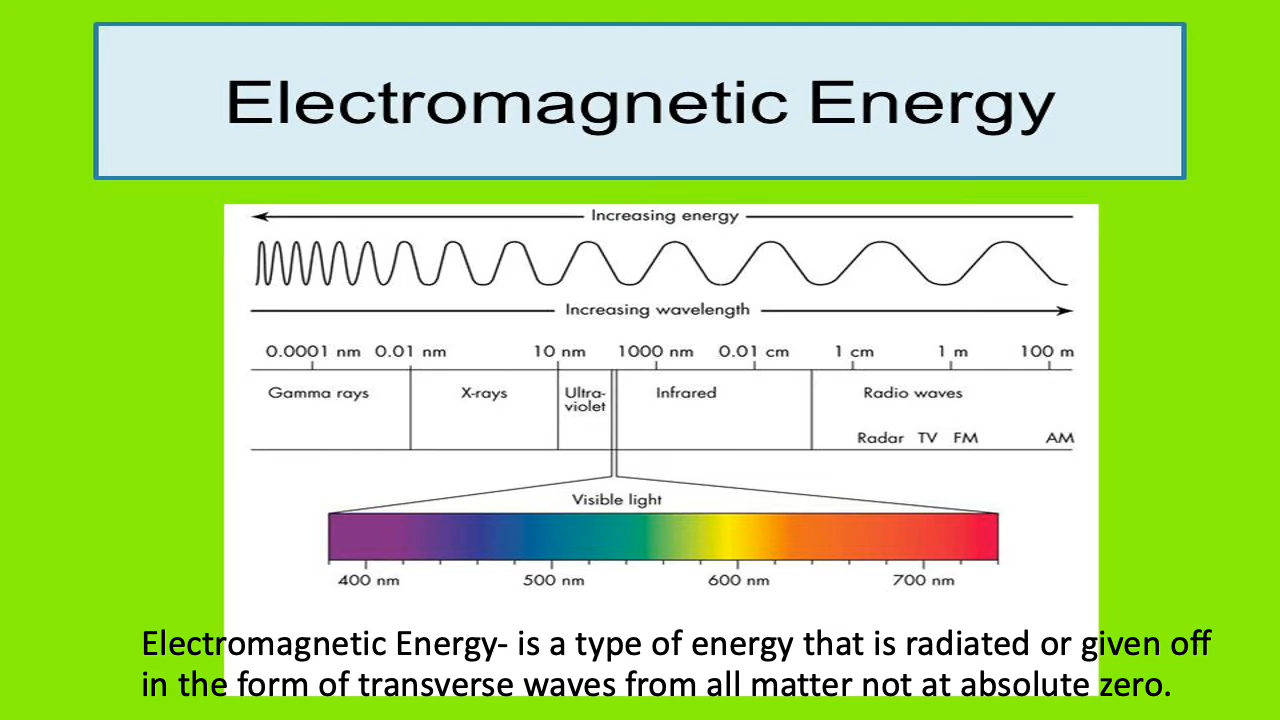 Electromagnetic Energy
Increasing energy
Increasing wavelength
0.0001 nm 0.01 nm 10 nm 1000 nm 0.01 cm 1 cm 1 m 100 m
Gamma rays X-rays Ultra- Infrared Radio waves
violet
Radar TV FM AM
Visible light
400 nm 500 nm 600 nm 700 nm
Electromagnetic Energy- is a type of energy that is radiated or given off
in the form of transverse waves from all matter not at absolute zero.